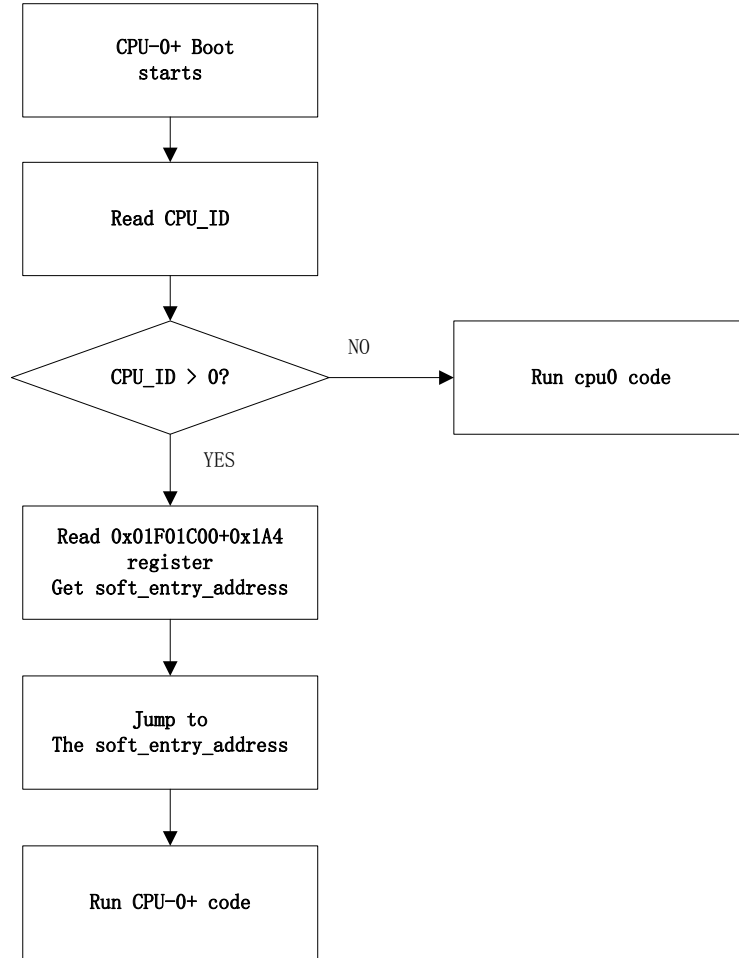 CPU-0+ Boot
starts
Read CPU_ID
CPU_ID > 0?
NO
Run cpu0 code
YES
Read 0x01F01C00+0x1A4
register
Get soft_entry_address
Jump to
The soft_entry_address
Run CPU-0+ code